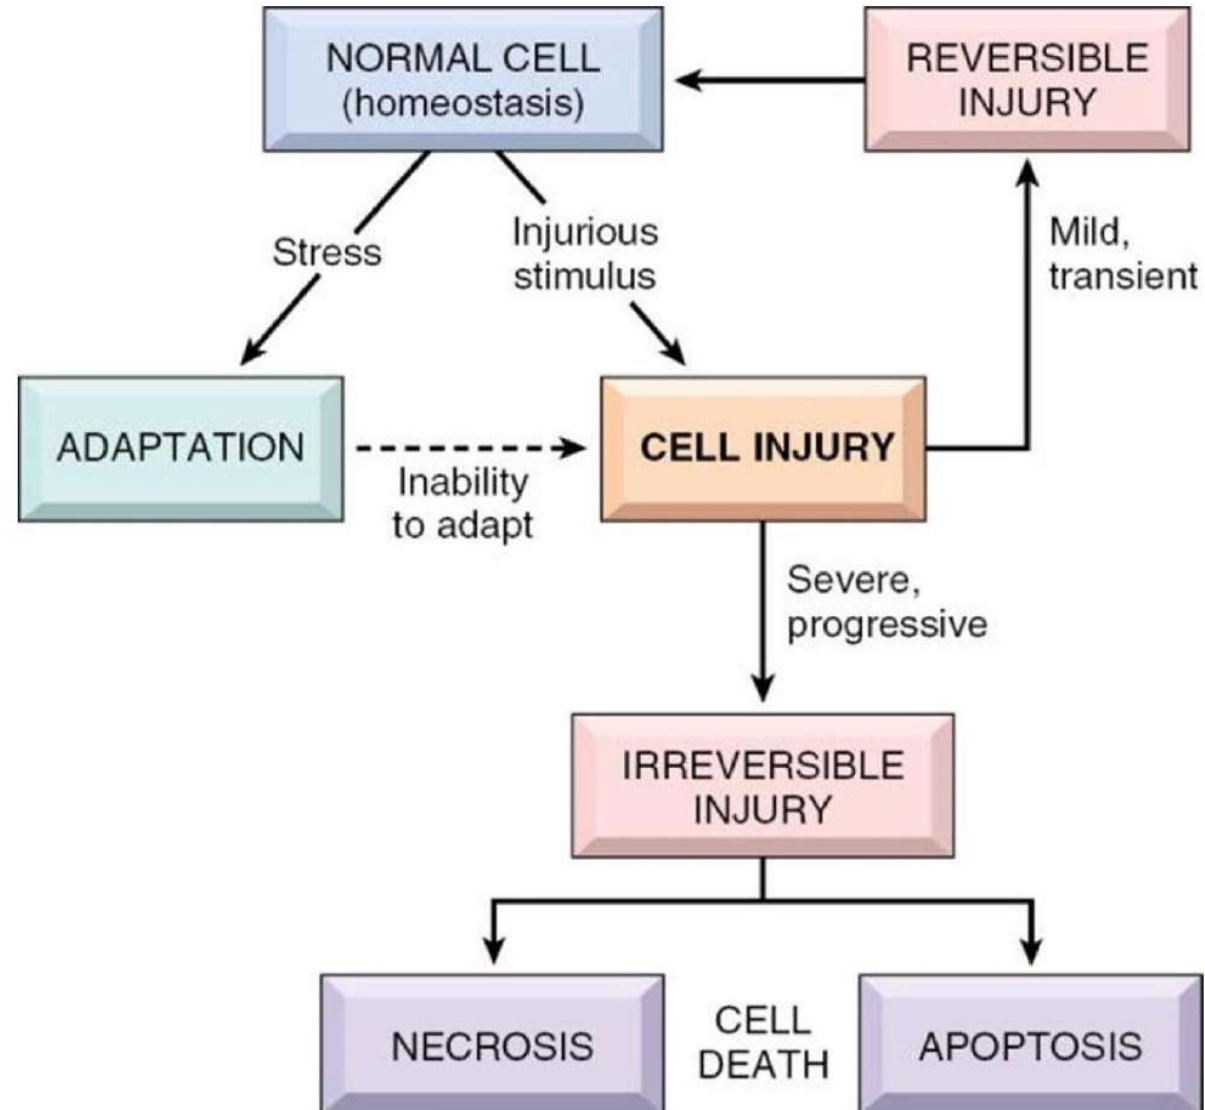 NORMAL CELL
(homeostasis)
REVERSIBLE
INJURY
Stress
Injurious
stimulus
Mild,
transient
ADAPTATION
Inability
to adapt
CELL INJURY
Severe,
progressive
IRREVERSIBLE
INJURY
NECROSIS
CELL
DEATH
APOPTOSIS